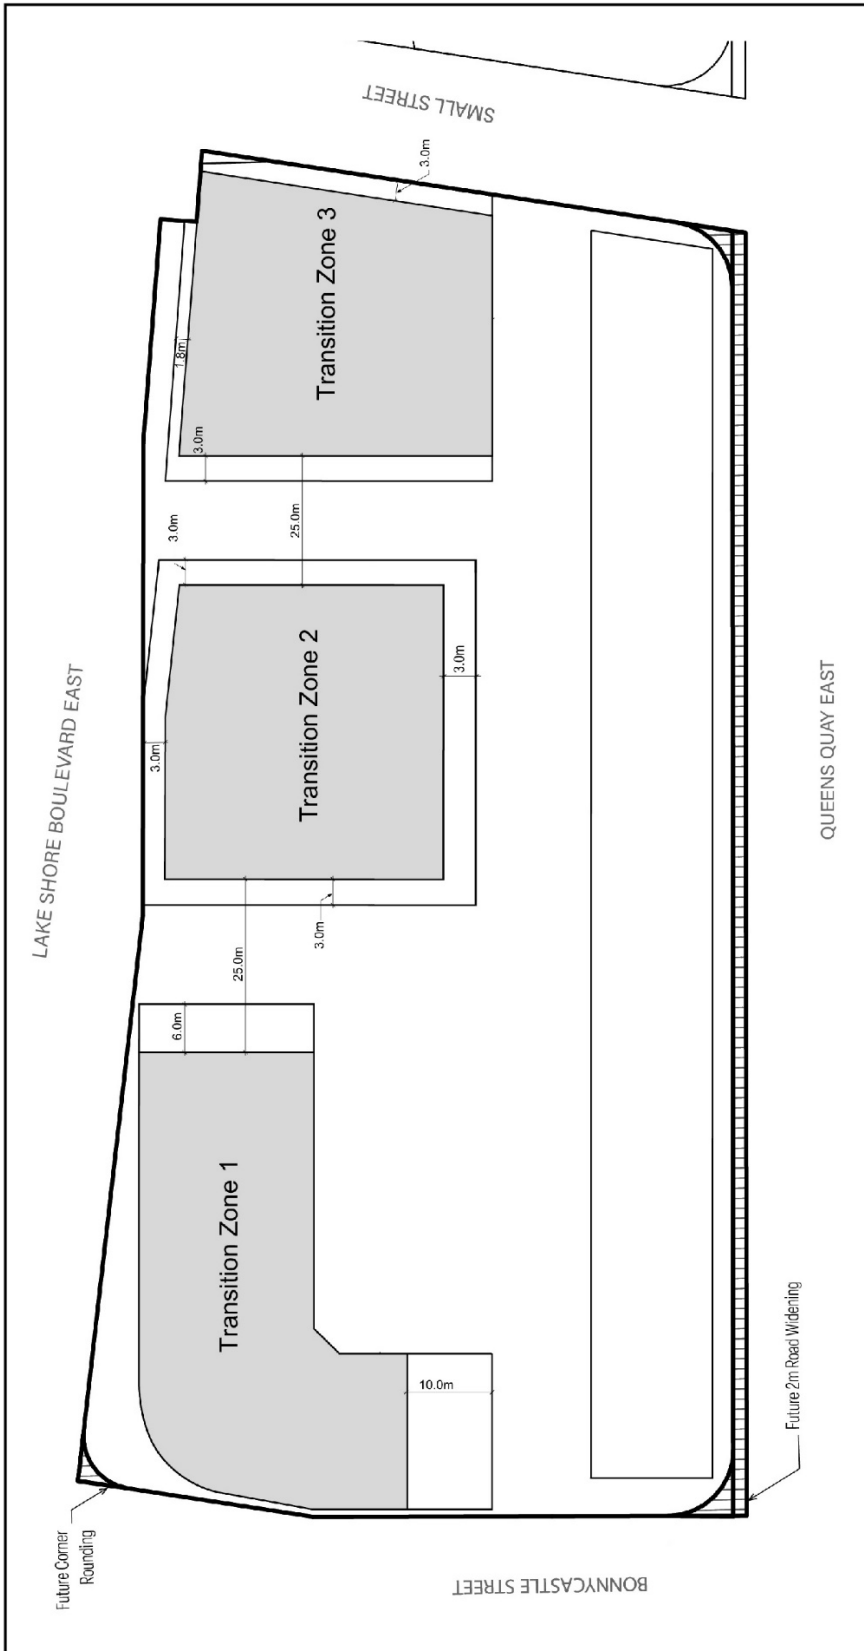 SMALL STREET
3.0m
Transition Zone 3
1.8m
3.0m
25.0m
3.0m
Transition Zone 2
3.0m
3.0m
LAKE SHORE BOULEVARD EAST
QUEENS QUAY EAST
3.0m
25.0m
6.0m
Transition Zone 1
10.0m
Future 2m Road Widening
Future Corner
Rounding
BONNYCASTLE STREET